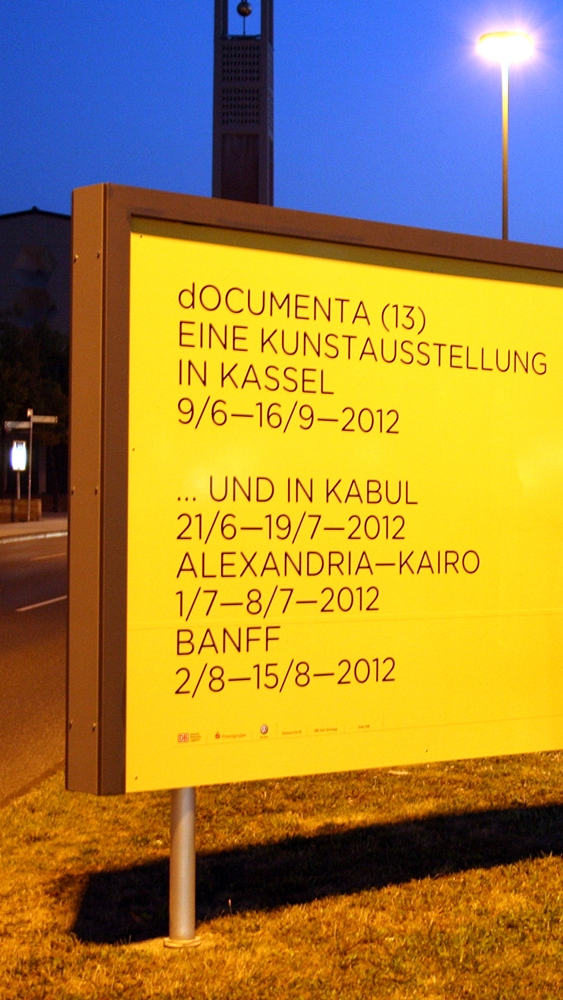 dOCUMENTA (13)
EINE KUNSTAUSSTELLUNG
IN KASSEL
9/6–16/9–2012
... UND IN KABUL
21/6–19/7–2012
ALEXANDRIA–KAIRO
1/7–8/7–2012
BANFF
2/8–15/8–2012
DB